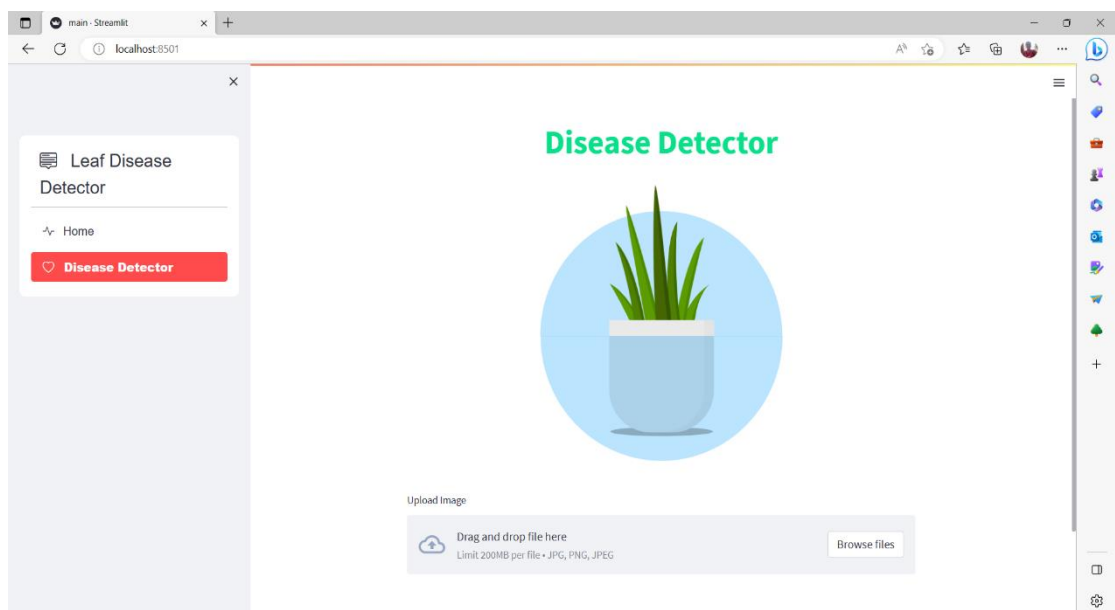 main · Streamlit
localhost:8501
Leaf Disease
Detector
Home
Disease Detector
Disease Detector
Upload Image
Drag and drop file here
Limit 200MB per file • JPG, PNG, JPEG
Browse files